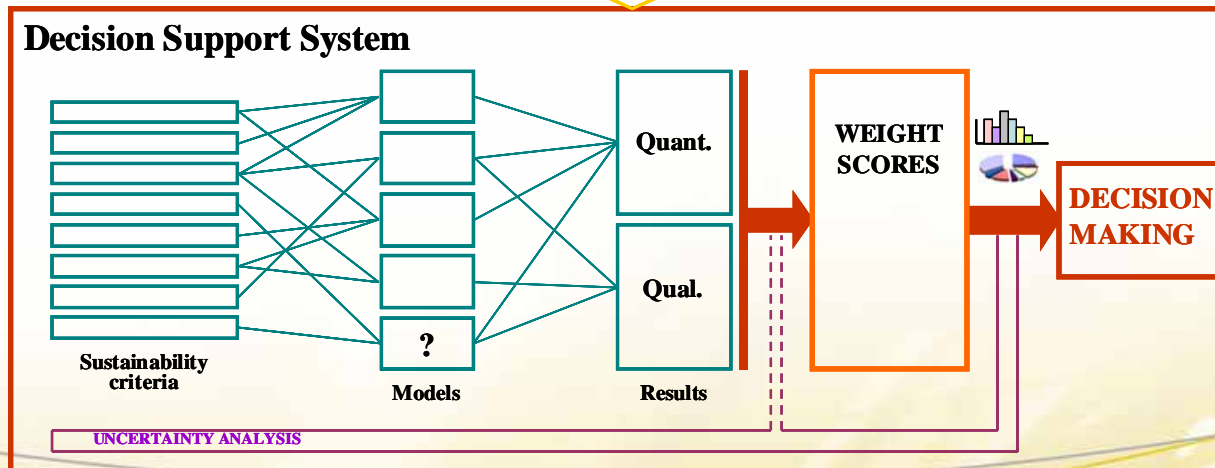 Decision Support System
Quant.
Qual.
WEIGHT
SCORES
DECISION
MAKING
?
Sustainability
criteria
Models
Results
UNCERTAINTY ANALYSIS